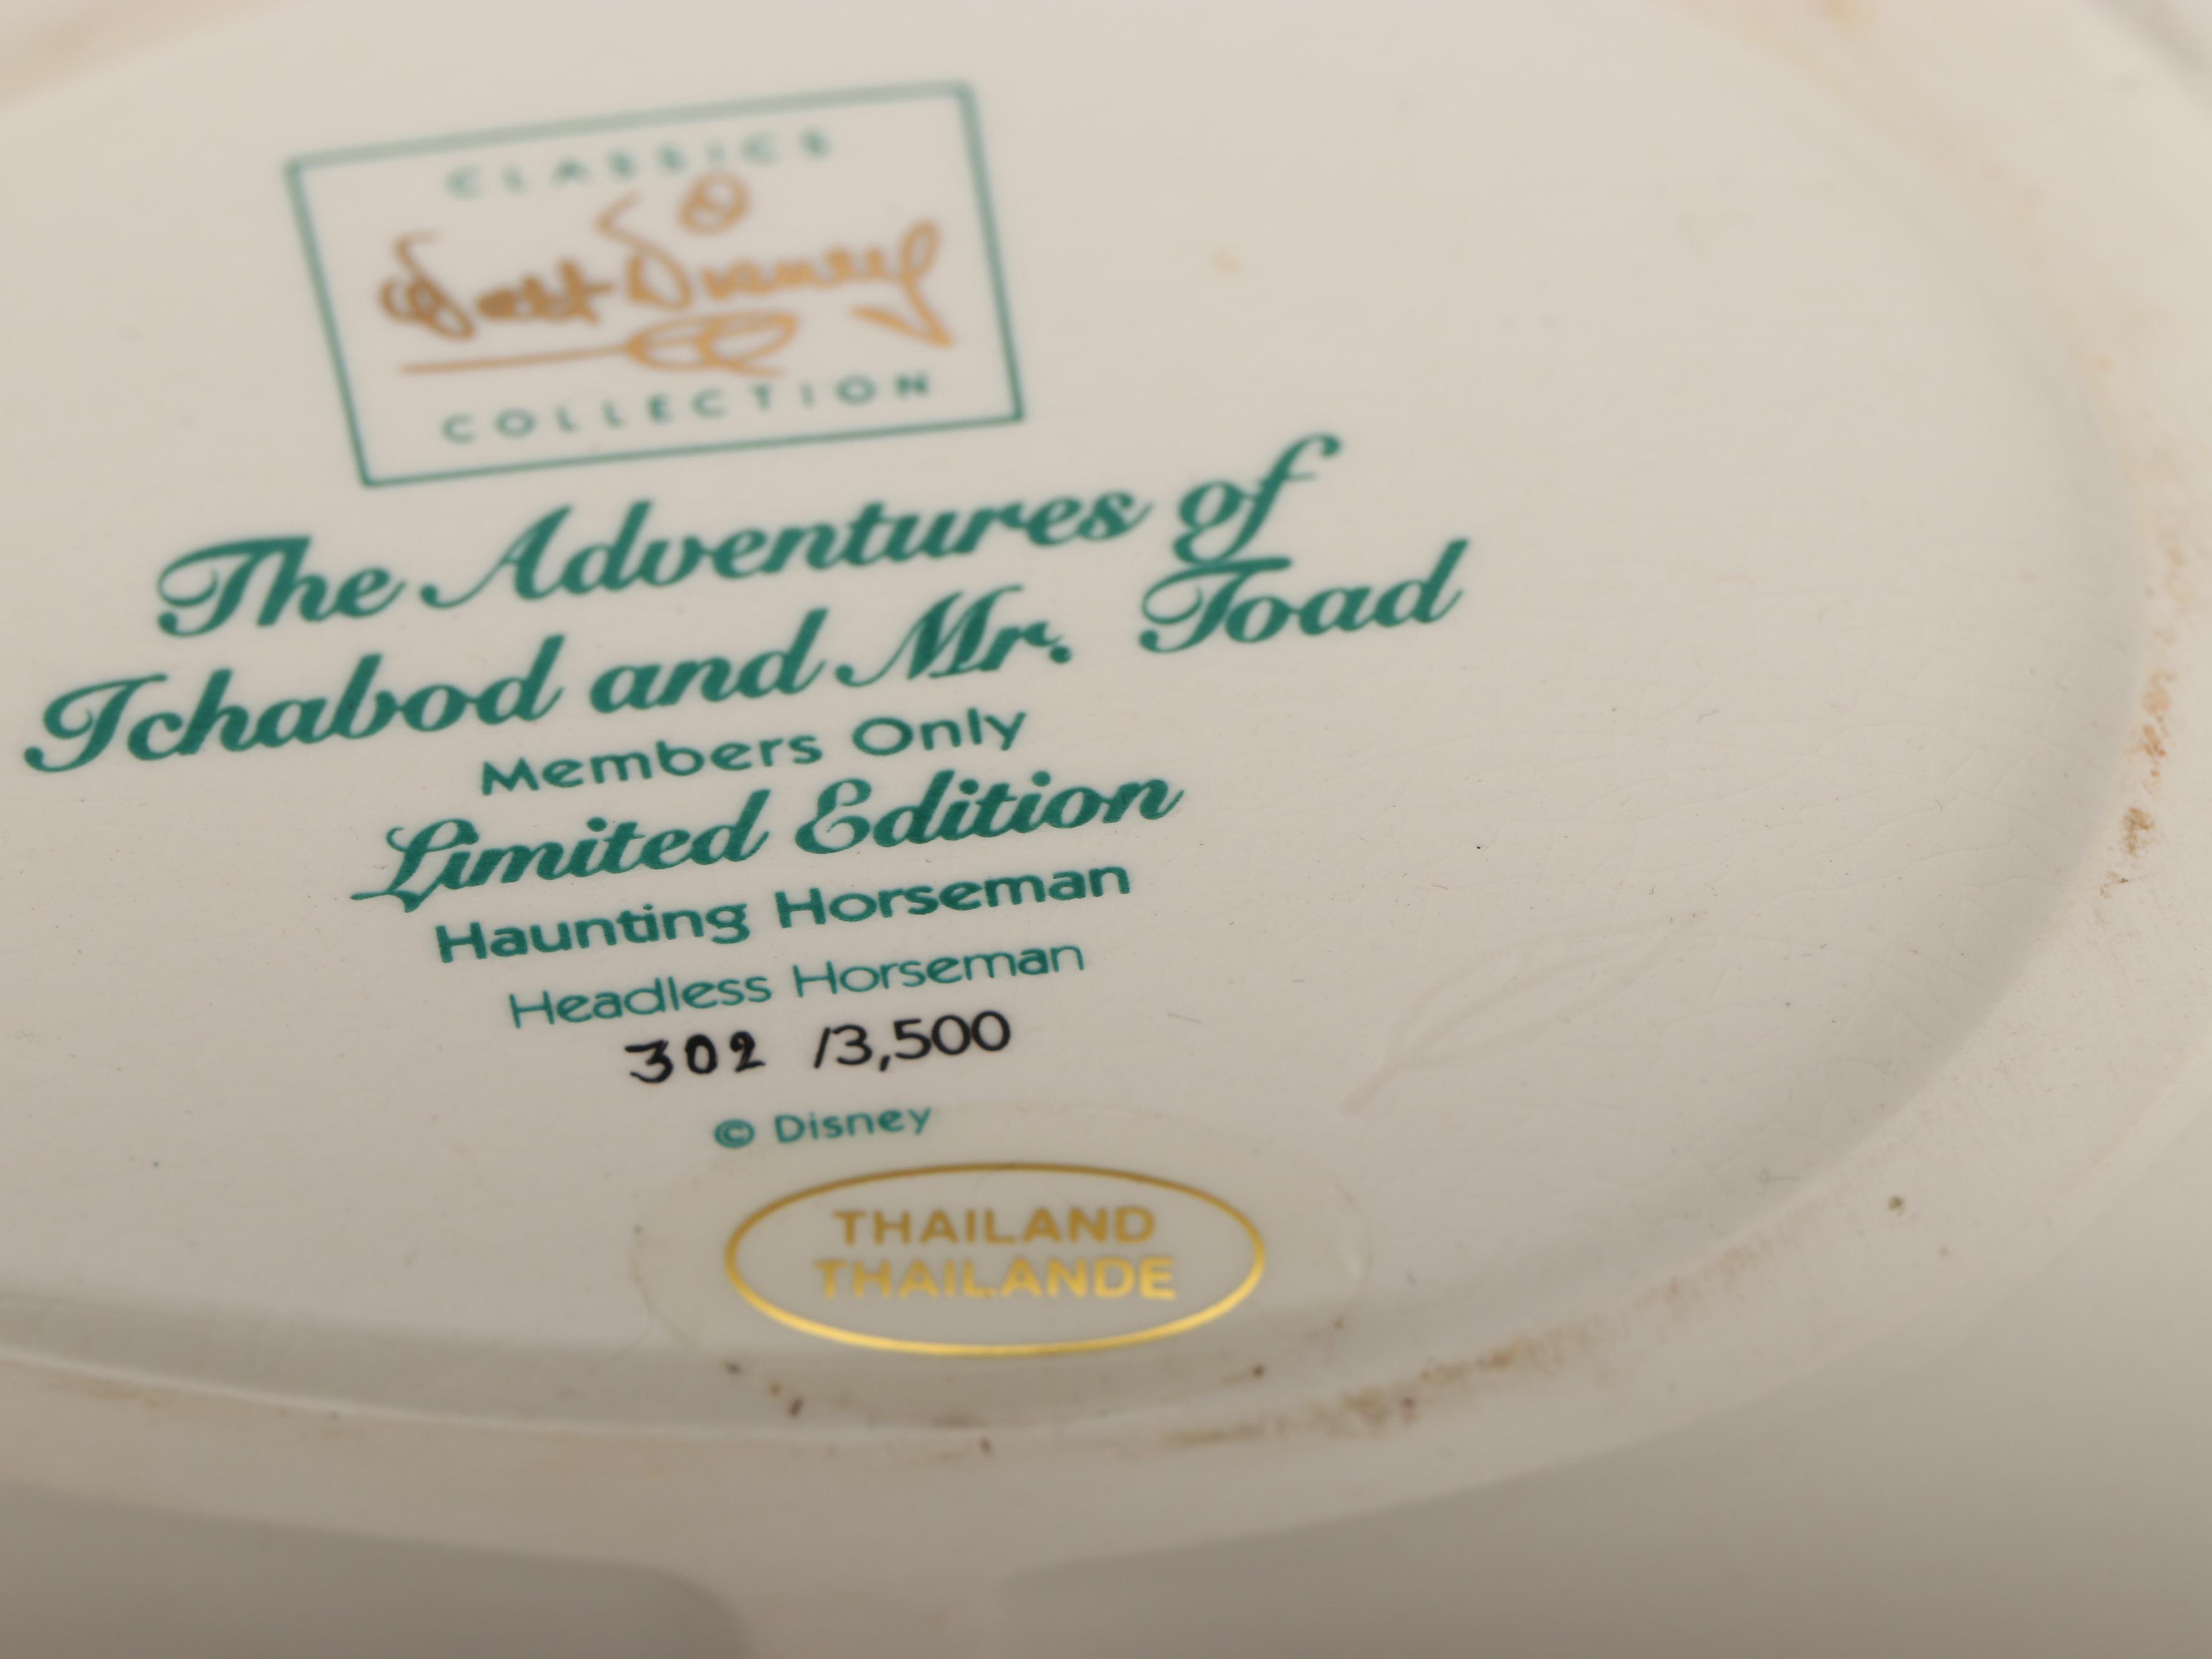 CLASSICS
Walt Disney
COLLECTION
The Adventures of
Ichabod and Mr. Toad
Members Only
Limited Edition
Haunting Horseman
Headless Horseman
302 /3,500
© Disney
THAILAND
THAILANDE